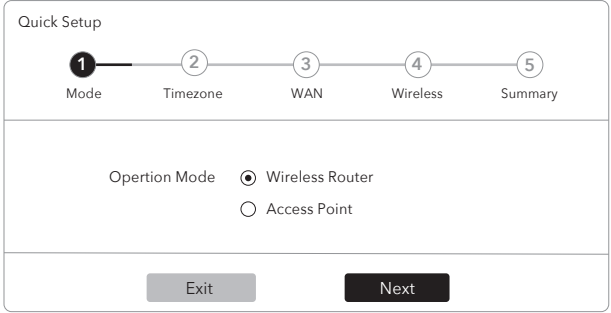 Quick Setup
1 2 3 4 5
Mode Timezone WAN Wireless Summary
Opertion Mode Wireless Router
Access Point
Exit Next